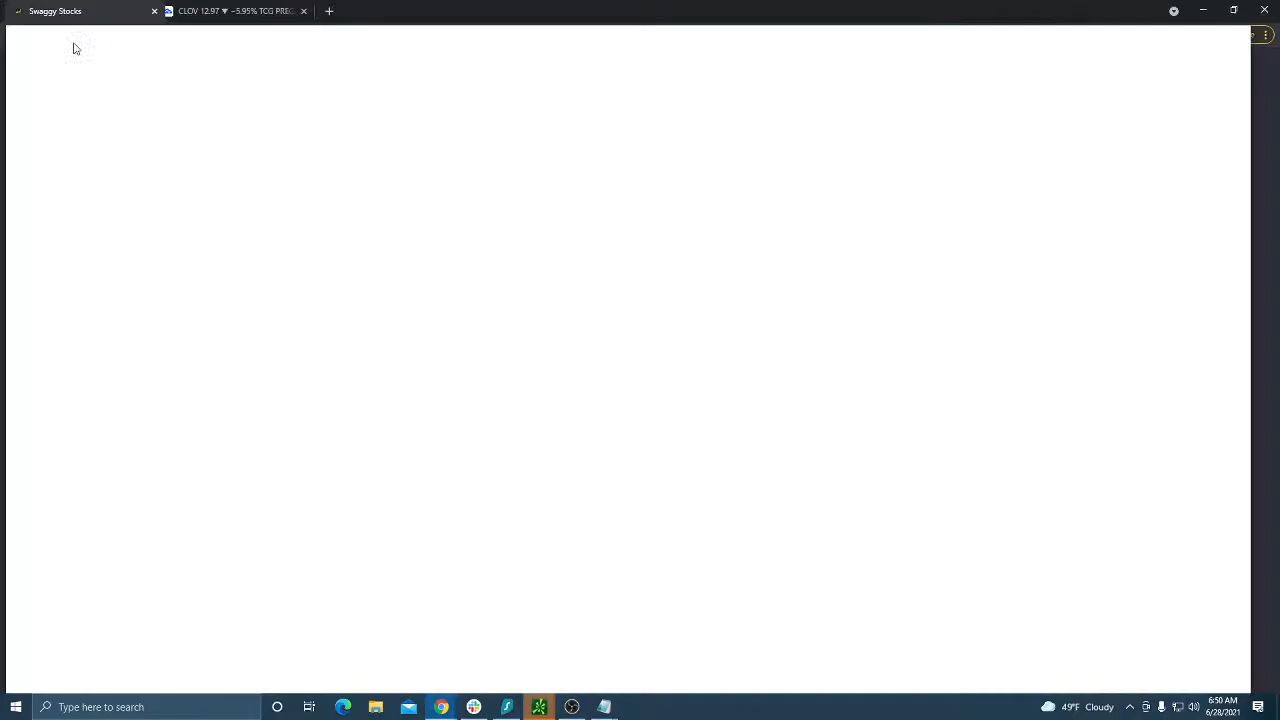 Swaggy Stocks
CLOV 12.97 ▼ −5.95% TCG PREC
Type here to search
49°F Cloudy
6:50 AM
6/28/2021